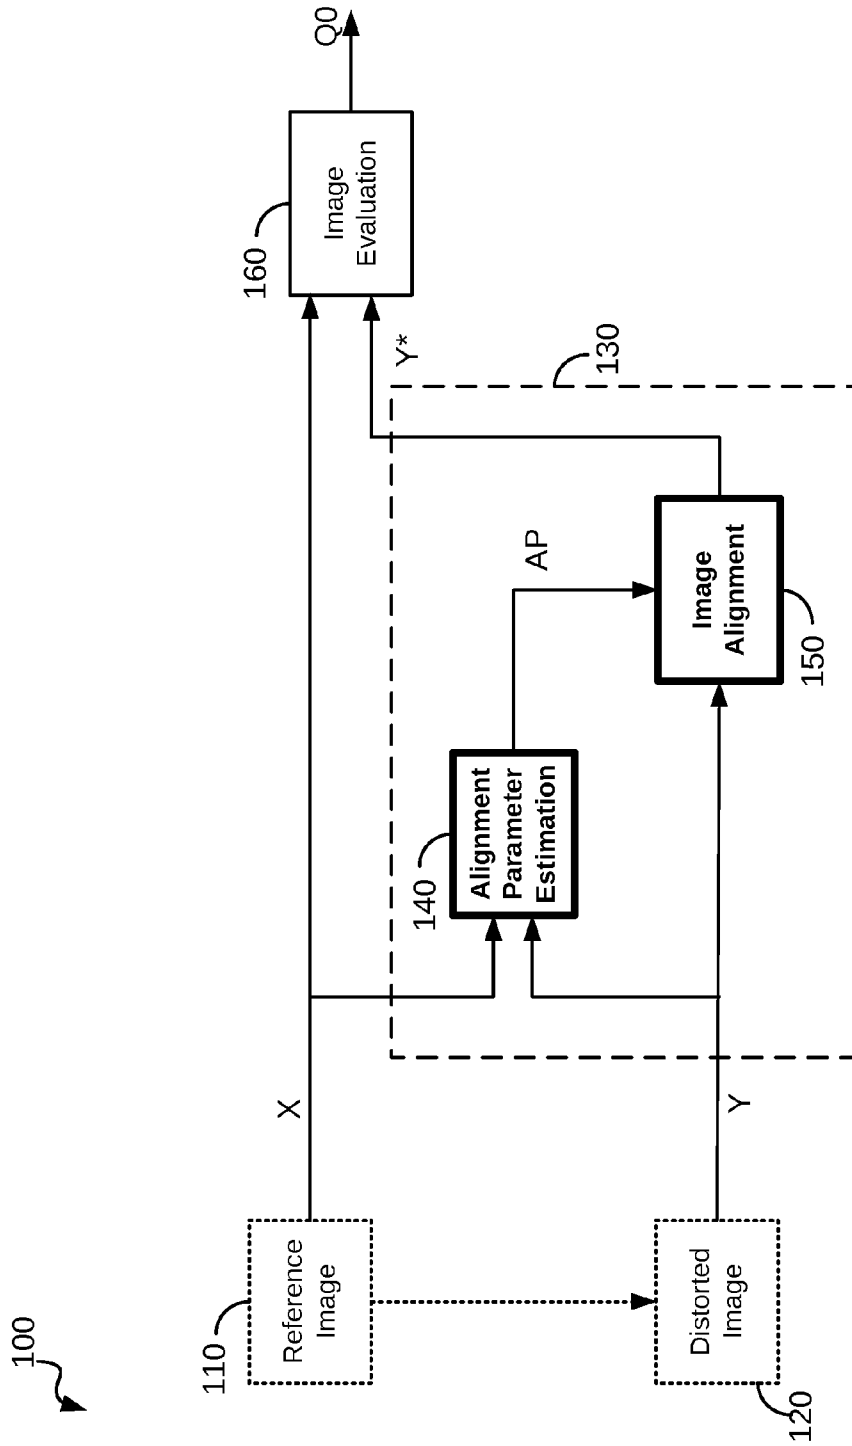 100
110
Reference
Image
X
160
Image
Evaluation
Q0
Y*
130
140
Alignment
Parameter
Estimation
AP
Image
Alignment
150
Distorted
Image
120
Y